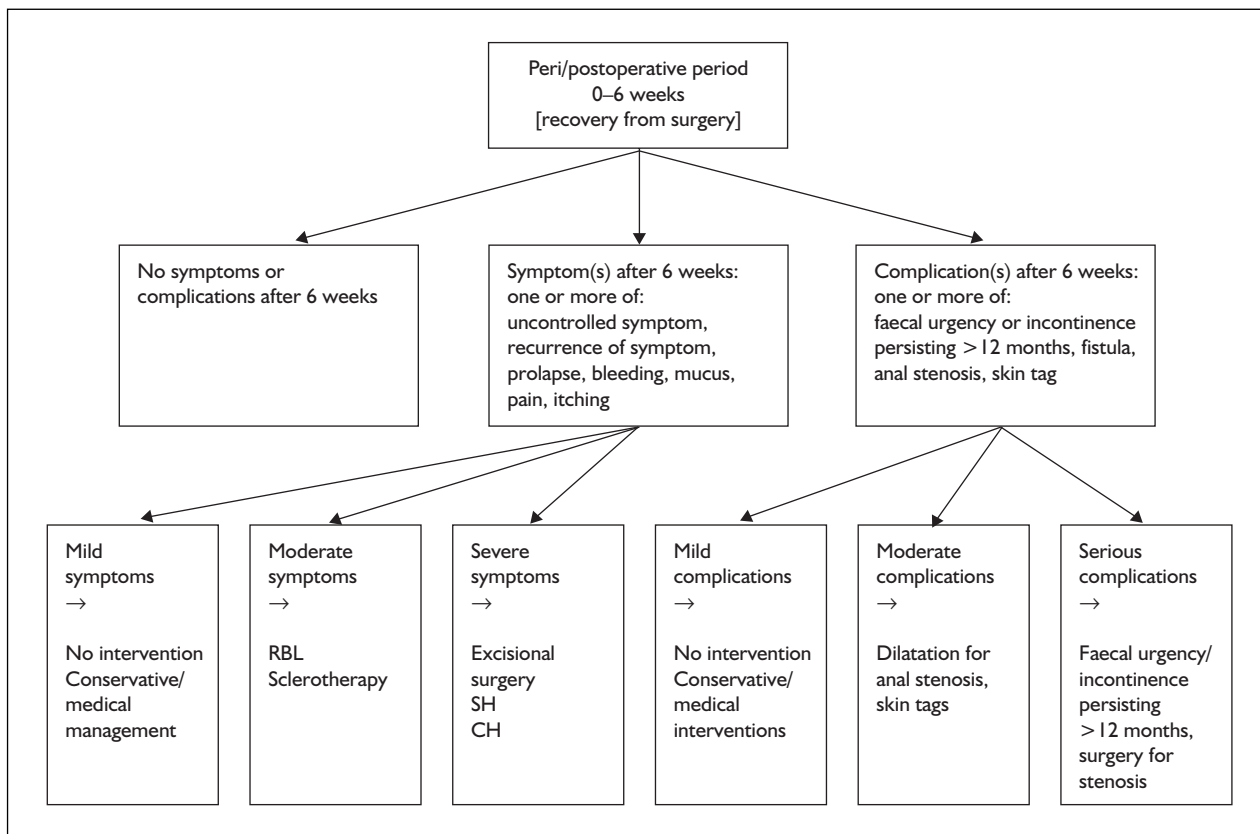 Peri/postoperative period
0–6 weeks
[recovery from surgery]
No symptoms or
complications after 6 weeks
Symptom(s) after 6 weeks:
one or more of:
uncontrolled symptom,
recurrence of symptom,
prolapse, bleeding, mucus,
pain, itching
Complication(s) after 6 weeks:
one or more of:
faecal urgency or incontinence
persisting >12 months, fistula,
anal stenosis, skin tag
Mild
symptoms
→
No intervention
Conservative/
medical
management
Moderate
symptoms
→
RBL
Sclerotherapy
Severe
symptoms
→
Excisional
surgery
SH
CH
Mild
complications
→
No intervention
Conservative/
medical
interventions
Moderate
complications
→
Dilatation for
anal stenosis,
skin tags
Serious
complications
→
Faecal urgency/
incontinence
persisting
>12 months,
surgery for
stenosis